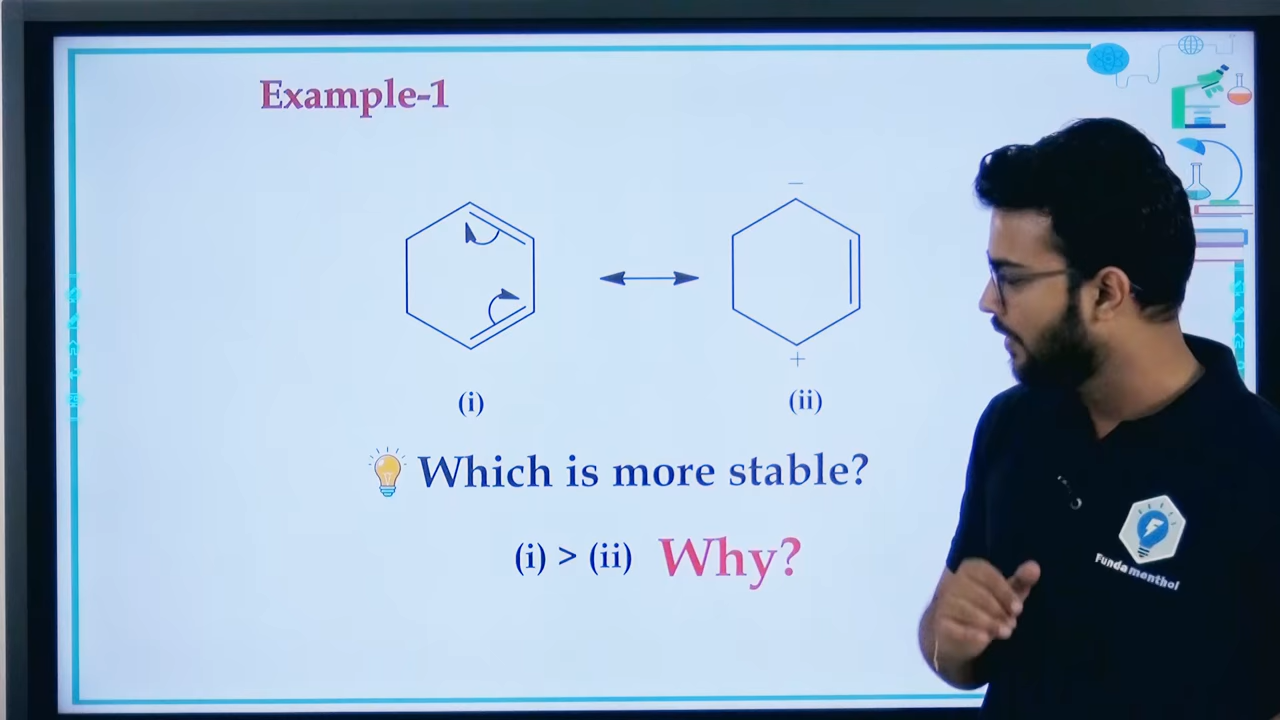 Example-1
−
+
(i)
(ii)
Which is more stable?
(i) > (ii) Why?
Fundamenthol